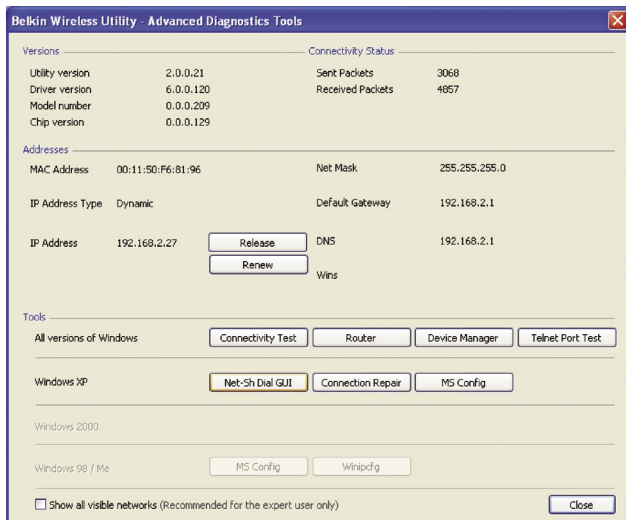 Belkin Wireless Utility - Advanced Diagnostics Tools
Versions
Utility version 2.0.0.21
Driver version 6.0.0.120
Model number 0.0.0.209
Chip version 0.0.0.129
Connectivity Status
Sent Packets 3068
Received Packets 4857
Addresses
MAC Address 00:11:50:F6:81:96
Net Mask 255.255.255.0
IP Address Type Dynamic
Default Gateway 192.168.2.1
IP Address 192.168.2.27 Release
Renew
DNS 192.168.2.1
Wins
Tools
All versions of Windows Connectivity Test Router Device Manager Telnet Port Test
Windows XP Net-Sh Dial GUI Connection Repair MS Config
Windows 2000
Windows 98 / Me MS Config Winipcfg
Show all visible networks (Recommended for the expert user only) Close